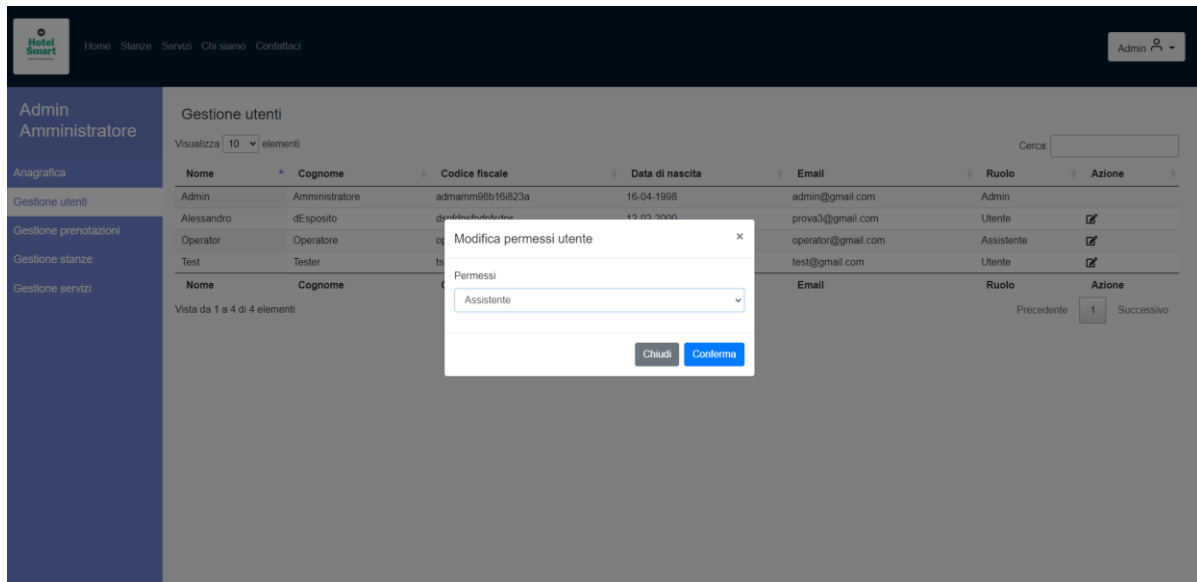 Hotel
Smart
Home Stanze Servizi Chi siamo Contattaci
Admin
Admin
Amministratore
Anagrafica
Gestione utenti
Gestione prenotazioni
Gestione stanze
Gestione servizi
Gestione utenti
Visualizza 10 elementi
Cerca:
Nome Cognome Codice fiscale Data di nascita Email Ruolo Azione
Admin Amministratore admamm98b16i823a 16-04-1998 admin@gmail.com Admin
Alessandro dEsposito 12-02-2000 prova3@gmail.com Utente
Operator Operatore operator@gmail.com Assistente
Test Tester test@gmail.com Utente
Nome Cognome Email Ruolo Azione
Vista da 1 a 4 di 4 elementi
Precedente 1 Successivo
Modifica permessi utente ×
Permessi
Assistente
Chiudi Conferma